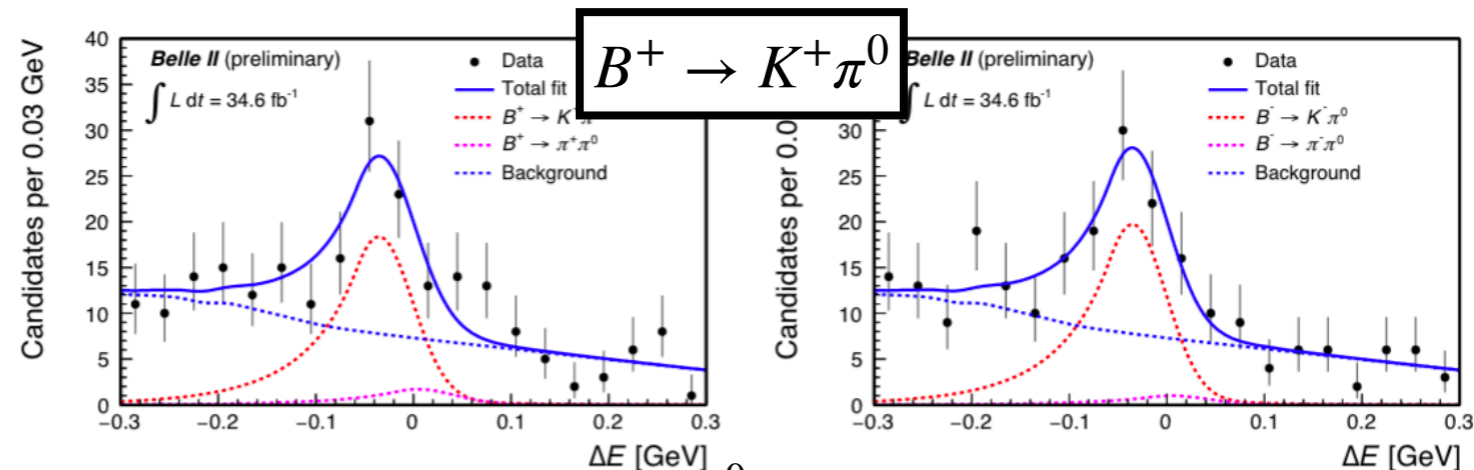 B⁺ → K⁺π⁰
Candidates per 0.03 GeV
40
35
30
25
20
15
10
5
0
Belle II (preliminary)
∫ L dt = 34.6 fb⁻¹
Data
Total fit
B⁺ → K
B⁺ → π⁺π⁰
Background
−0.3 −0.2 −0.1 0 0.1 0.2 0.3
ΔE [GeV]
Candidates per 0.0
30
25
20
15
10
5
0
Belle II (preliminary)
∫ L dt = 34.6 fb⁻¹
Data
Total fit
B⁻ → K⁻π⁰
B⁻ → π⁻π⁰
Background
−0.3 −0.2 −0.1 0 0.1 0.2 0.3
ΔE [GeV]